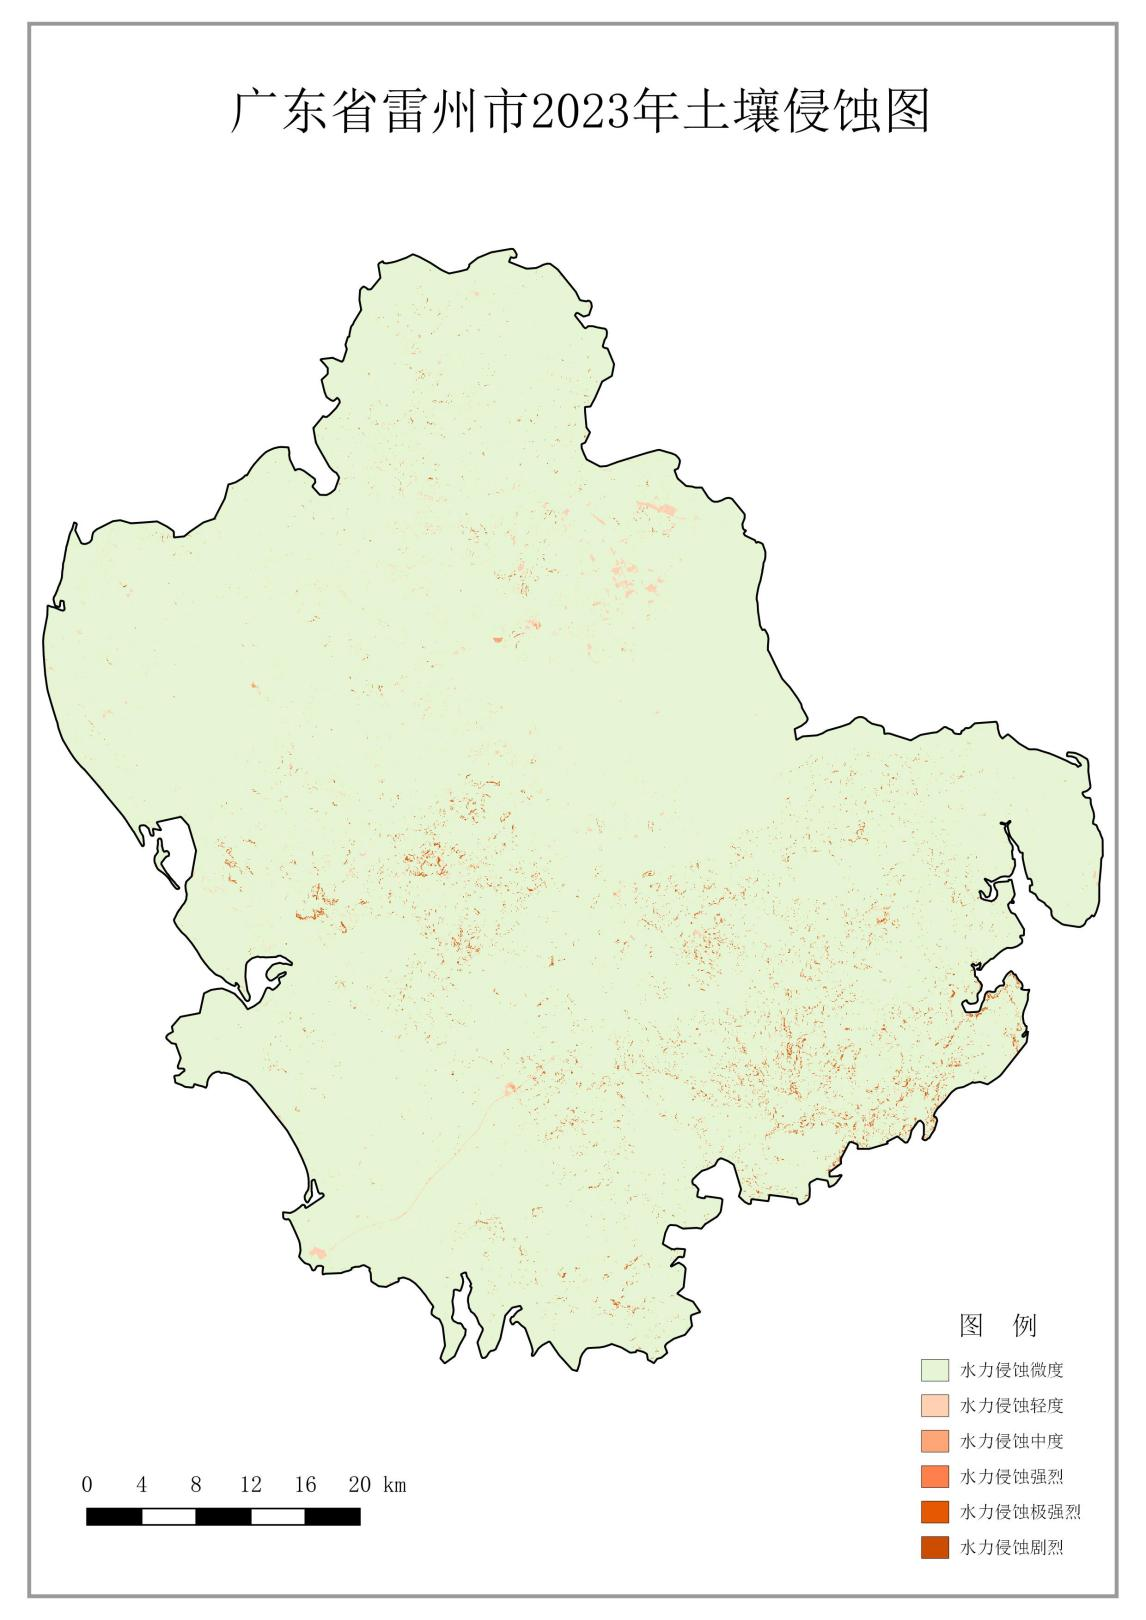 广东省雷州市2023年土壤侵蚀图
图 例
水力侵蚀微度
水力侵蚀轻度
水力侵蚀中度
水力侵蚀强烈
水力侵蚀极强烈
水力侵蚀剧烈
0 4 8 12 16 20 km